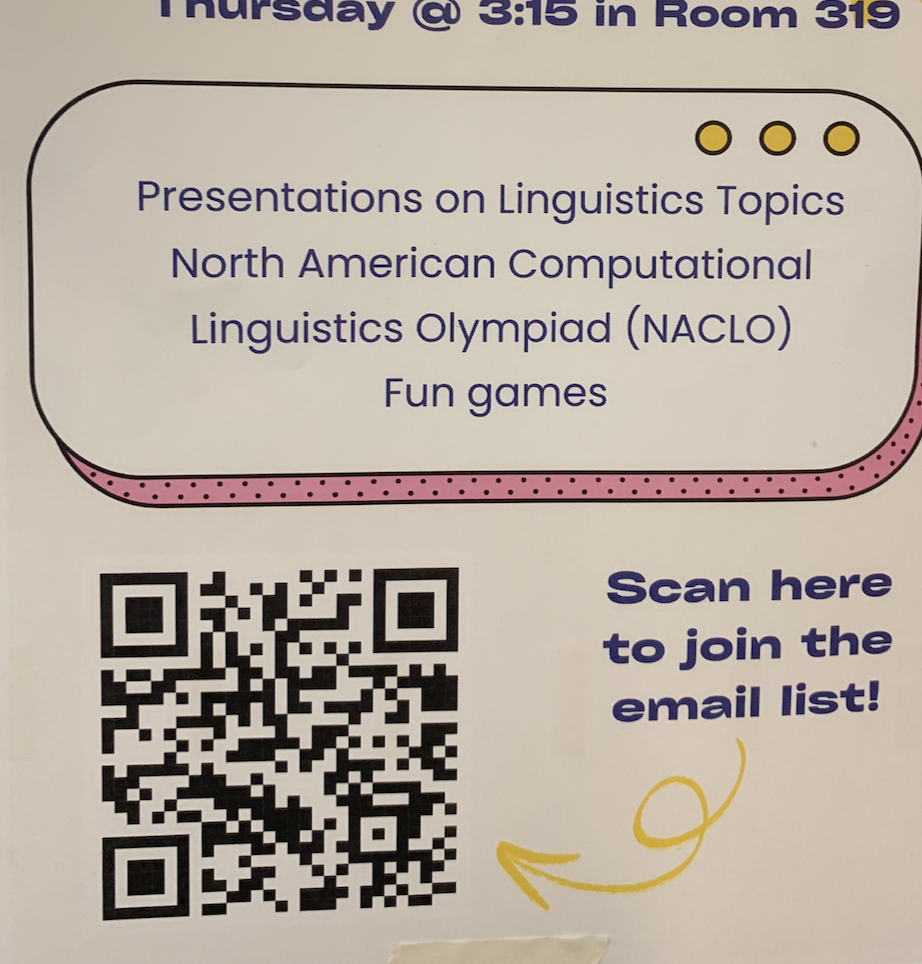 Thursday @ 3:15 in Room 319
Presentations on Linguistics Topics
North American Computational
Linguistics Olympiad (NACLO)
Fun games
Scan here
to join the
email list!